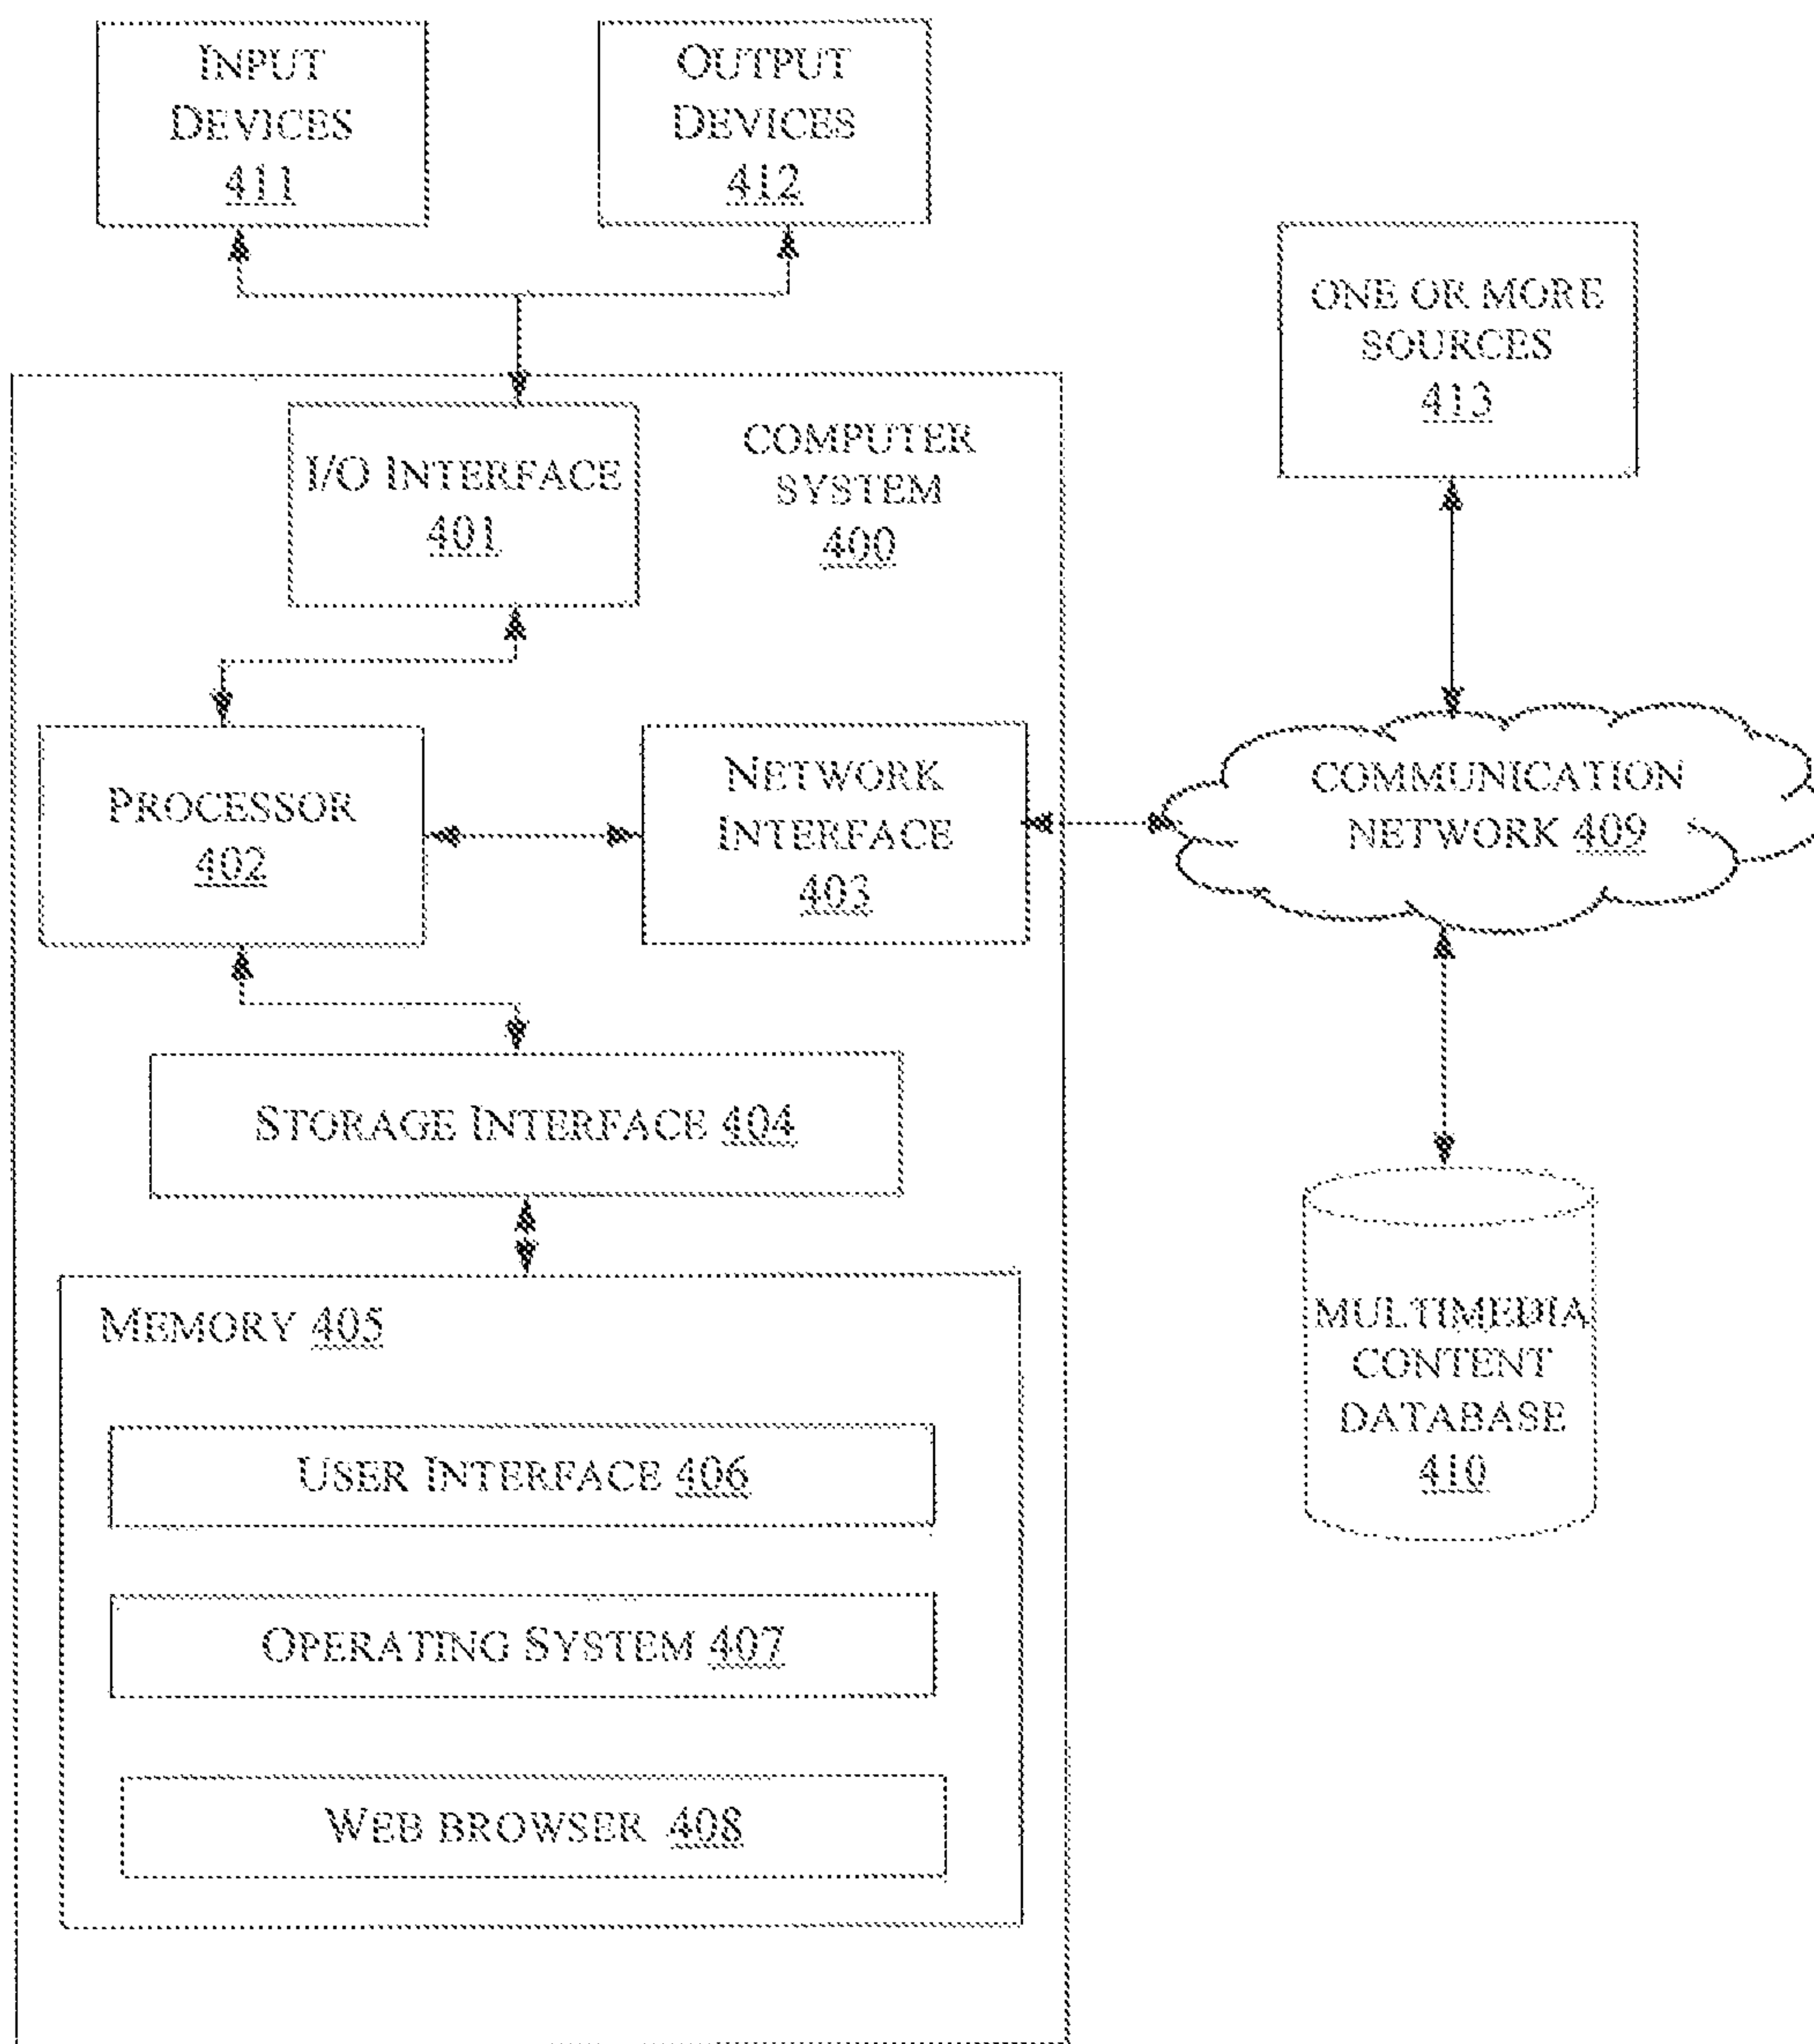 INPUT
DEVICES
411
OUTPUT
DEVICES
412
ONE OR MORE
SOURCES
413
I/O INTERFACE
401
COMPUTER
SYSTEM
400
PROCESSOR
402
NETWORK
INTERFACE
403
COMMUNICATION
NETWORK 409
STORAGE INTERFACE 404
MEMORY 405
USER INTERFACE 406
OPERATING SYSTEM 407
WEB BROWSER 408
MULTIMEDIA
CONTENT
DATABASE
410